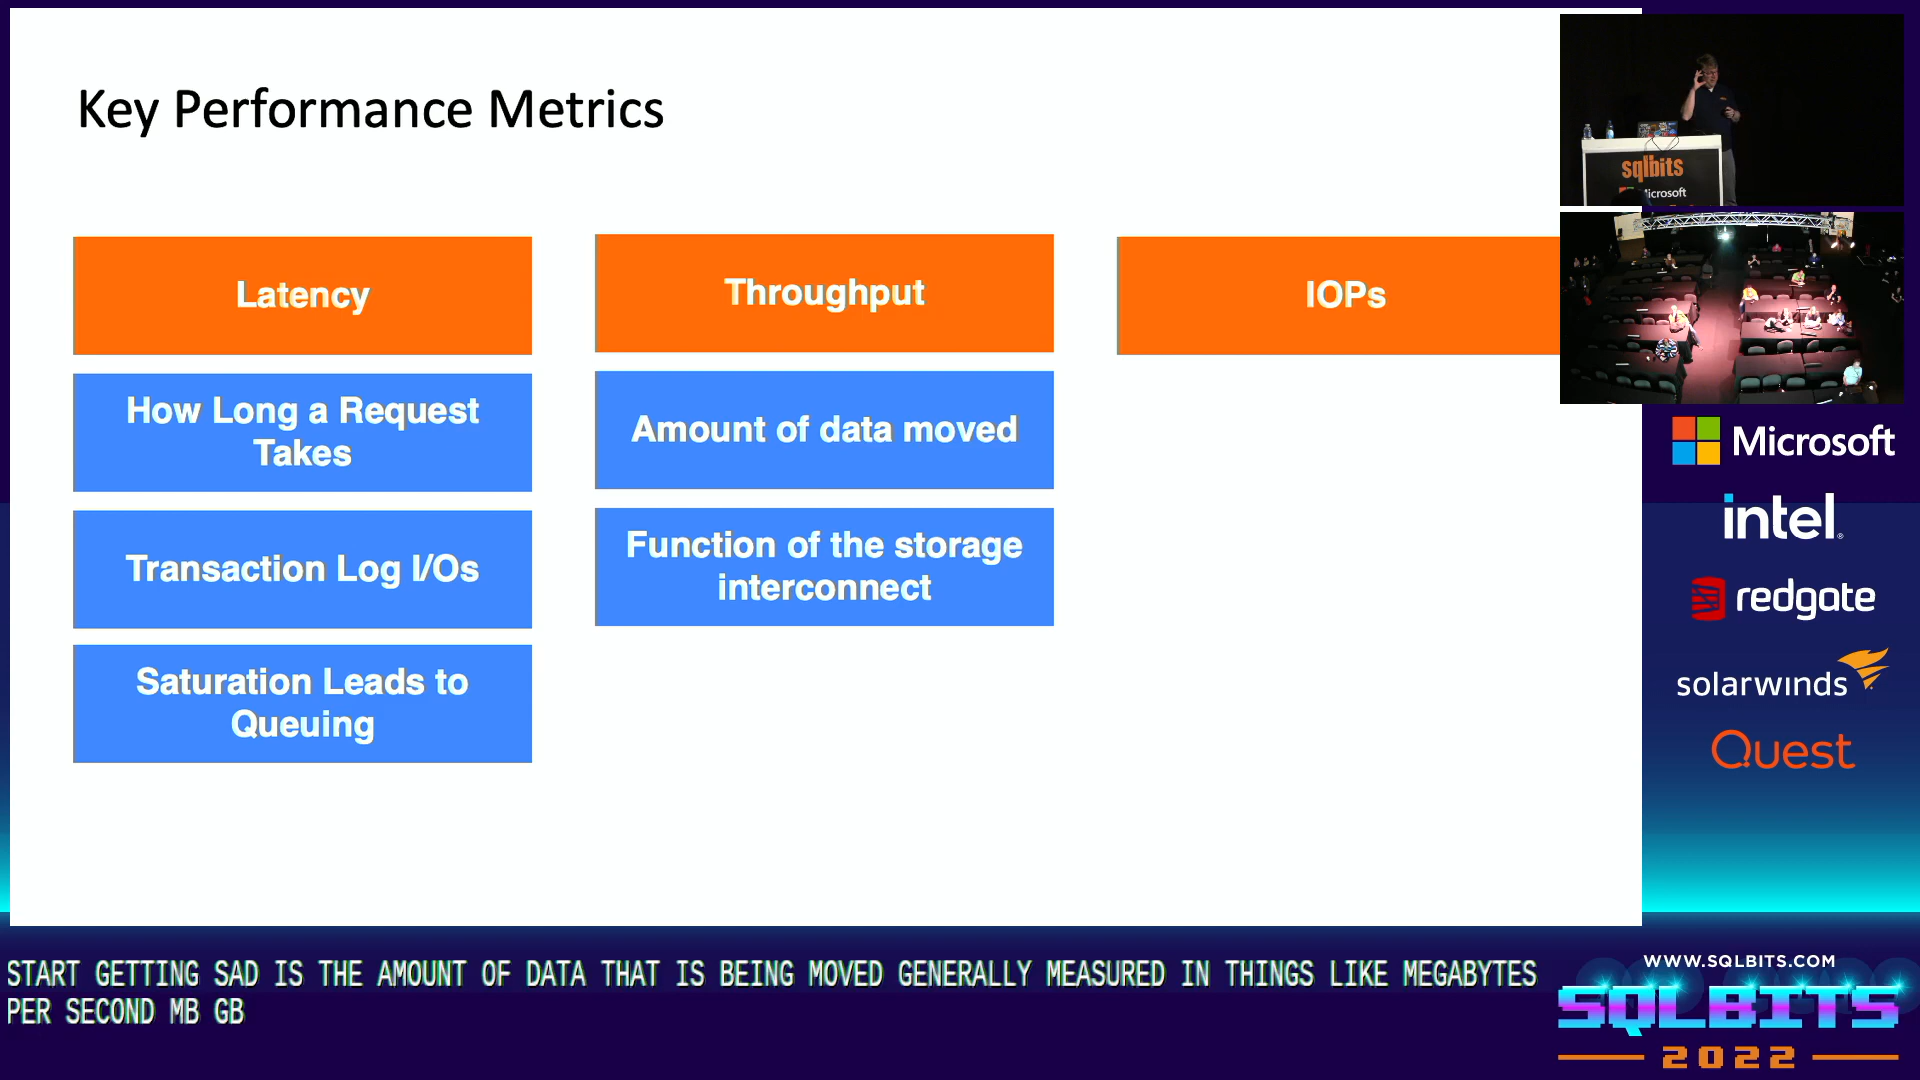 Key Performance Metrics
Latency
How Long a Request
Takes
Transaction Log I/Os
Saturation Leads to
Queuing
Throughput
Amount of data moved
Function of the storage
interconnect
IOPs
sqlbits
Microsoft
Microsoft
intel
redgate
solarwinds
Quest
START GETTING SAD IS THE AMOUNT OF DATA THAT IS BEING MOVED GENERALLY MEASURED IN THINGS LIKE MEGABYTES
PER SECOND MB GB
WWW.SQLBITS.COM
SQLBITS
2022